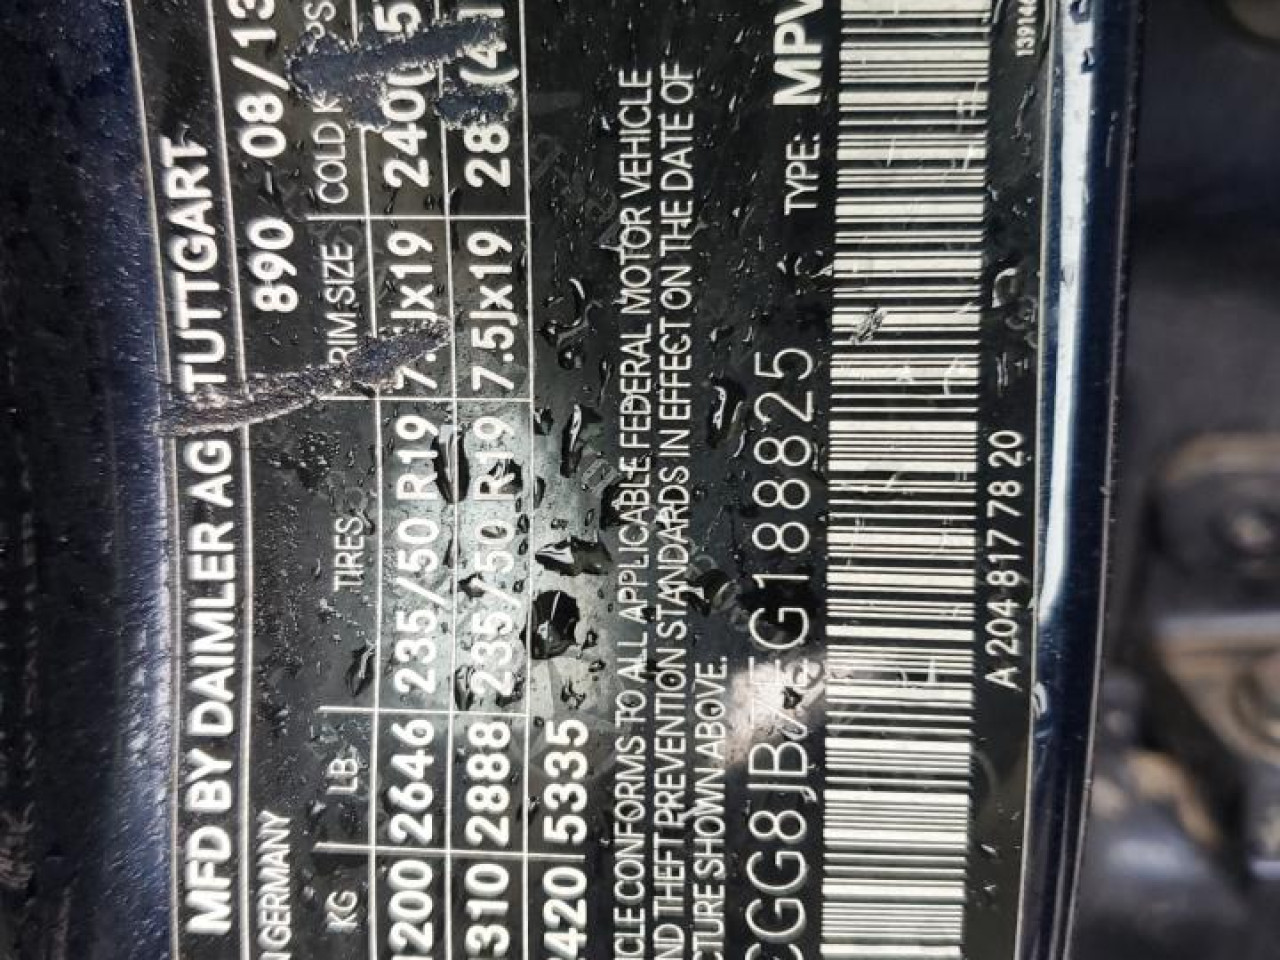 MFD BY DAIMLER AG STUTTGART
GERMANY 890 08/13
KG LB TIRES RIM SIZE COLD
1200 2646 235/50 R19 7. Jx19 240(
1310 2888 235/50 R19 7.5Jx19 28
2420 5335
CLE CONFORMS TO ALL APPLICABLE FEDERAL MOTOR VEHICLE
ND THEFT PREVENTION STANDARDS IN EFFECT ON THE DATE OF
CTURE SHOWN ABOVE.
CGG8JB7EG188825 TYPE: MPV
A 204 817 78 20